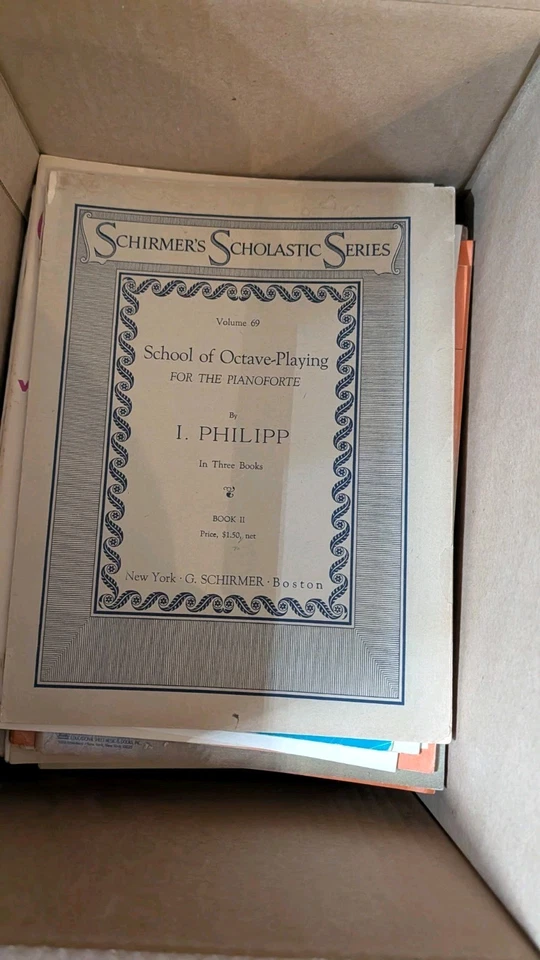 SCHIRMER'S SCHOLASTIC SERIES
Volume 69
School of Octave-Playing
FOR THE PIANOFORTE
By
I. PHILIPP
In Three Books
BOOK II
Price, $1.50, net
New York · G. SCHIRMER · Boston